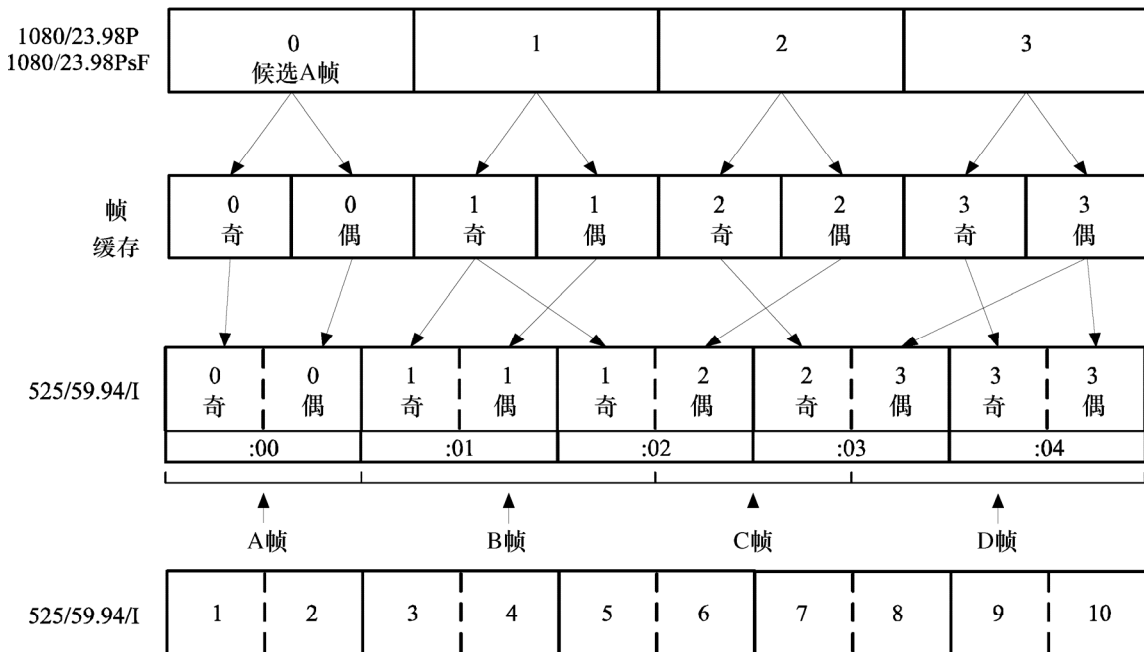 1080/23.98P
1080/23.98PsF
0 1 2 3
候选A帧
帧
缓存
0 0 1 1 2 2 3 3
奇 偶 奇 偶 奇 偶 奇 偶
525/59.94/I
0 0 1 1 1 2 2 3 3 3
奇 偶 奇 偶 奇 偶 奇 偶 奇 偶
:00 :01 :02 :03 :04
A帧 B帧 C帧 D帧
525/59.94/I
1 2 3 4 5 6 7 8 9 10